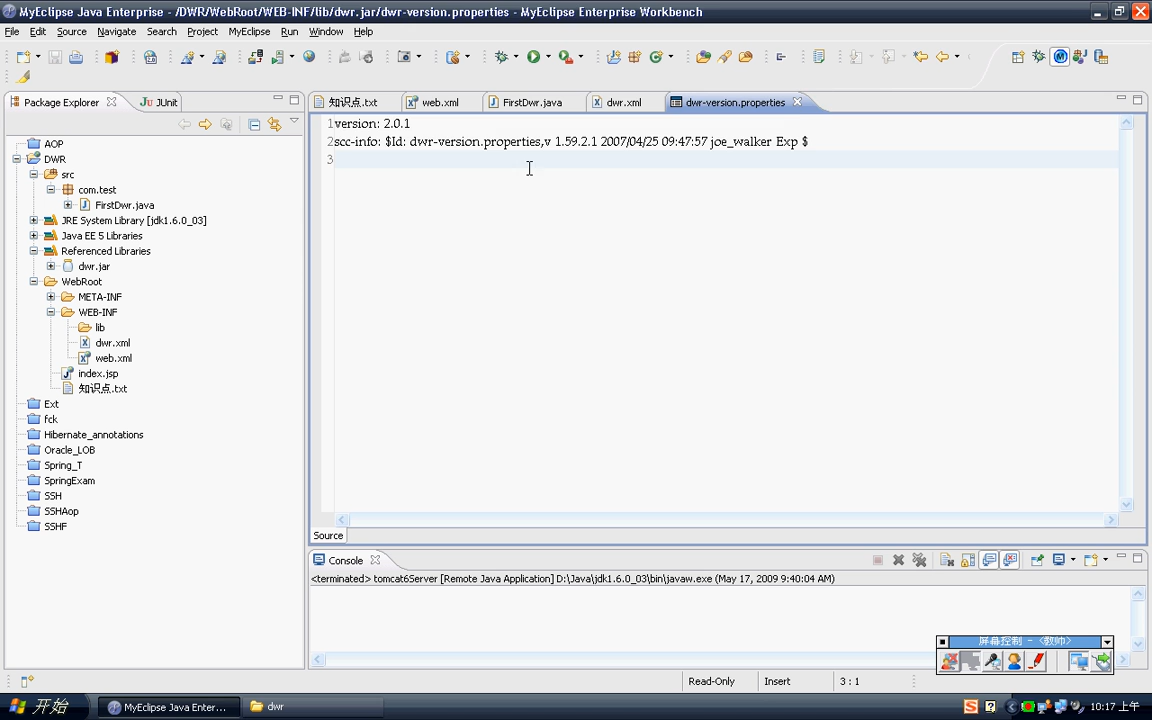 MyEclipse Java Enterprise - /DWR/WebRoot/WEB-INF/lib/dwr.jar/dwr-version.properties - MyEclipse Enterprise Workbench
File Edit Source Navigate Search Project MyEclipse Run Window Help
Package Explorer JUnit
知识点.txt web.xml FirstDwr.java dwr.xml dwr-version.properties
AOP
DWR
src
com.test
FirstDwr.java
JRE System Library [jdk1.6.0_03]
Java EE 5 Libraries
Referenced Libraries
dwr.jar
WebRoot
META-INF
WEB-INF
lib
dwr.xml
web.xml
index.jsp
知识点.txt
Ext
fck
Hibernate_annotations
Oracle_LOB
Spring_T
SpringExam
SSH
SSHAop
SSHF
1version: 2.0.1
2scc-info: $Id: dwr-version.properties,v 1.59.2.1 2007/04/25 09:47:57 joe_walker Exp $
3
Source
Console
<terminated> tomcat6Server [Remote Java Application] D:\Java\jdk1.6.0_03\bin\javaw.exe (May 17, 2009 9:40:04 AM)
屏幕控制 - <教师>
Read-Only Insert 3 : 1
开始 MyEclipse Java Enter... dwr 10:17 上午